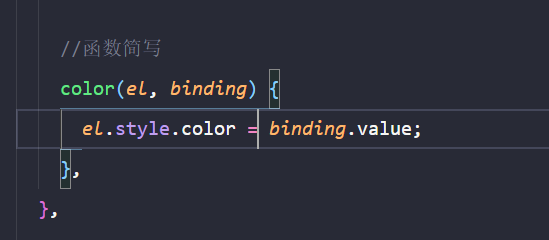 //函数简写
color(el, binding) {
el.style.color = binding.value;
},
},